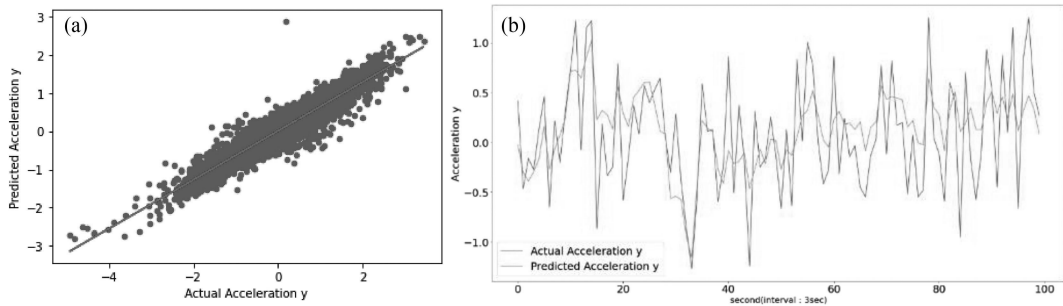 (a)
3
2
1
0
−1
−2
−3
Predicted Acceleration y
−4
−2
0
2
Actual Acceleration y
(b)
1.0
0.5
0.0
−0.5
−1.0
Acceleration y
Actual Acceleration y
Predicted Acceleration y
0
20
40
60
80
100
second(interval : 3sec)